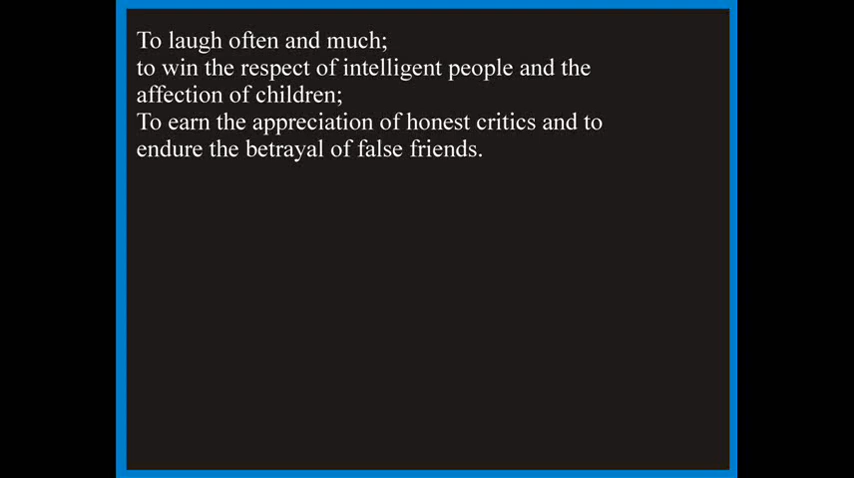 To laugh often and much;
to win the respect of intelligent people and the
affection of children;
To earn the appreciation of honest critics and to
endure the betrayal of false friends.